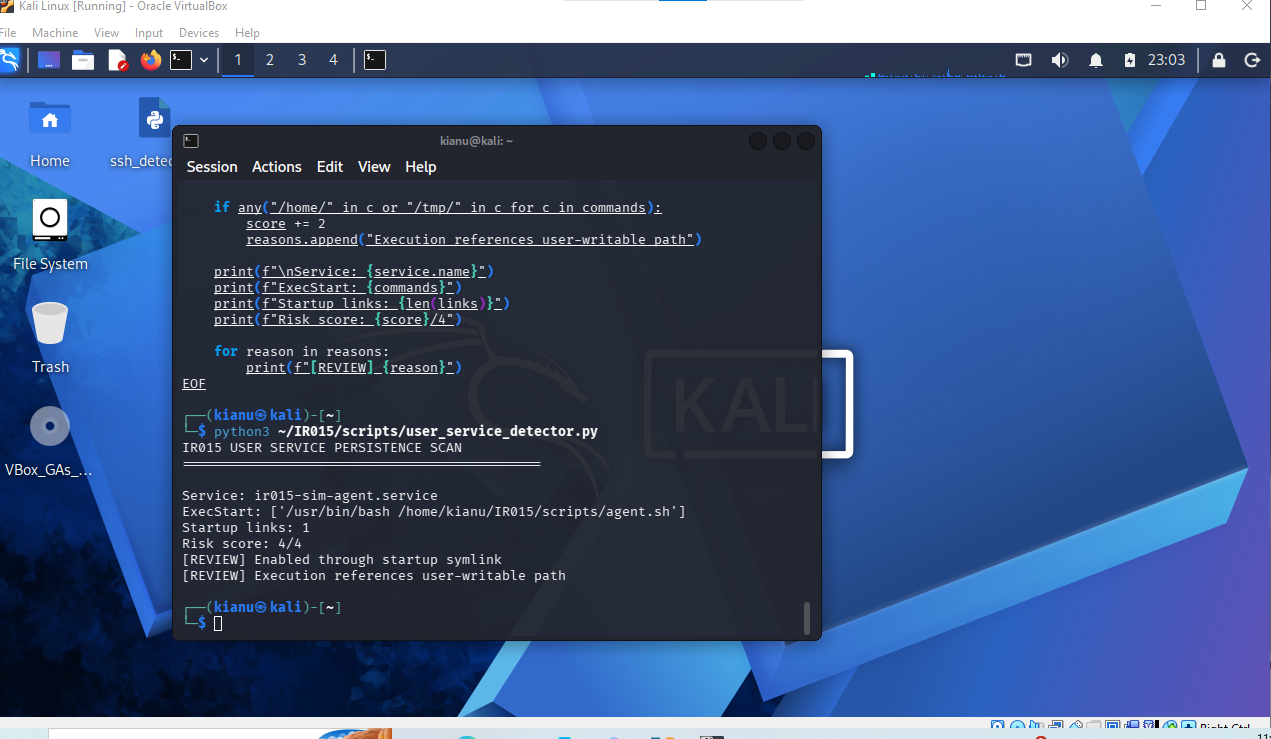 Kali Linux [Running] - Oracle VirtualBox
File Machine View Input Devices Help
1 2 3 4 23:03
Home
ssh_detec
File System
Trash
VBox_GAs_...
kianu@kali: ~
Session Actions Edit View Help
if any("/home/" in c or "/tmp/" in c for c in commands):
score += 2
reasons.append("Execution references user-writable path")
print(f"\nService: {service.name}")
print(f"ExecStart: {commands}")
print(f"Startup links: {len(links)}")
print(f"Risk score: {score}/4")
for reason in reasons:
print(f"[REVIEW] {reason}")
EOF
┌──(kianu㉿kali)-[~]
└─$ python3 ~/IR015/scripts/user_service_detector.py
IR015 USER SERVICE PERSISTENCE SCAN
=============================================
Service: ir015-sim-agent.service
ExecStart: ['/usr/bin/bash /home/kianu/IR015/scripts/agent.sh']
Startup links: 1
Risk score: 4/4
[REVIEW] Enabled through startup symlink
[REVIEW] Execution references user-writable path
┌──(kianu㉿kali)-[~]
└─$
KALI
Right Ctrl
11: